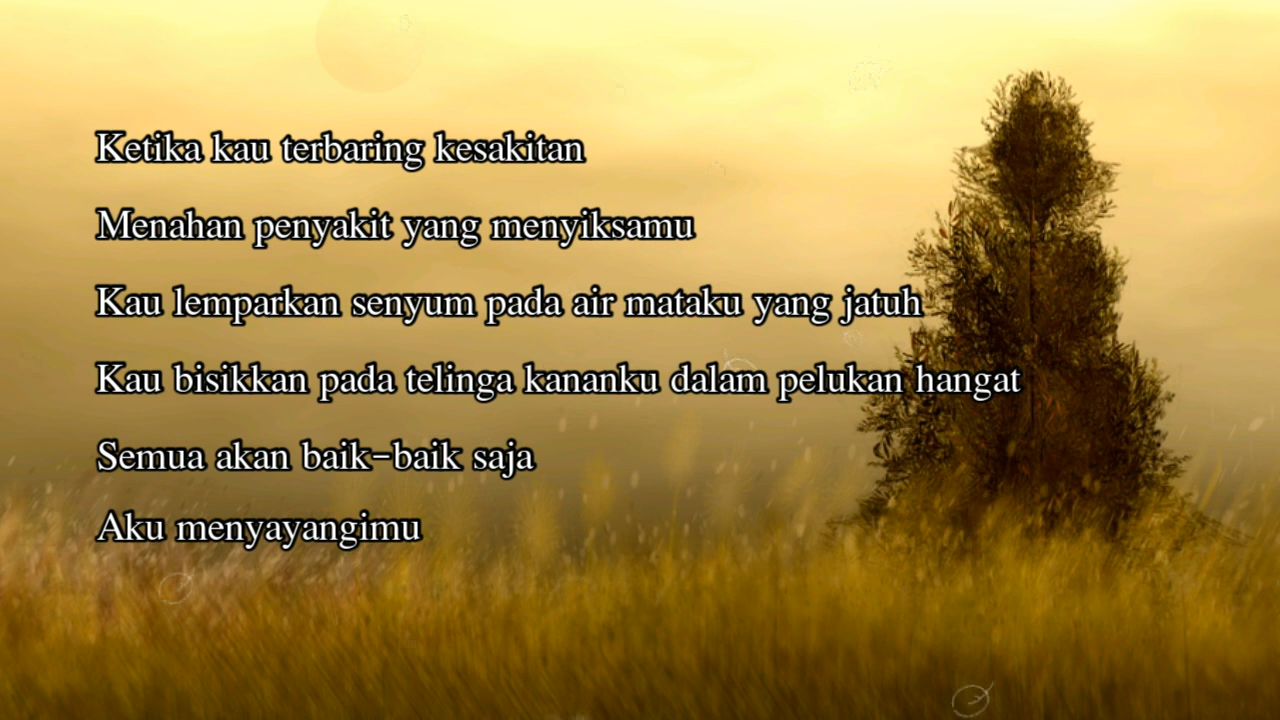 Ketika kau terbaring kesakitan
Menahan penyakit yang menyiksamu
Kau lemparkan senyum pada air mataku yang jatuh
Kau bisikkan pada telinga kananku dalam pelukan hangat
Semua akan baik-baik saja
Aku menyayangimu